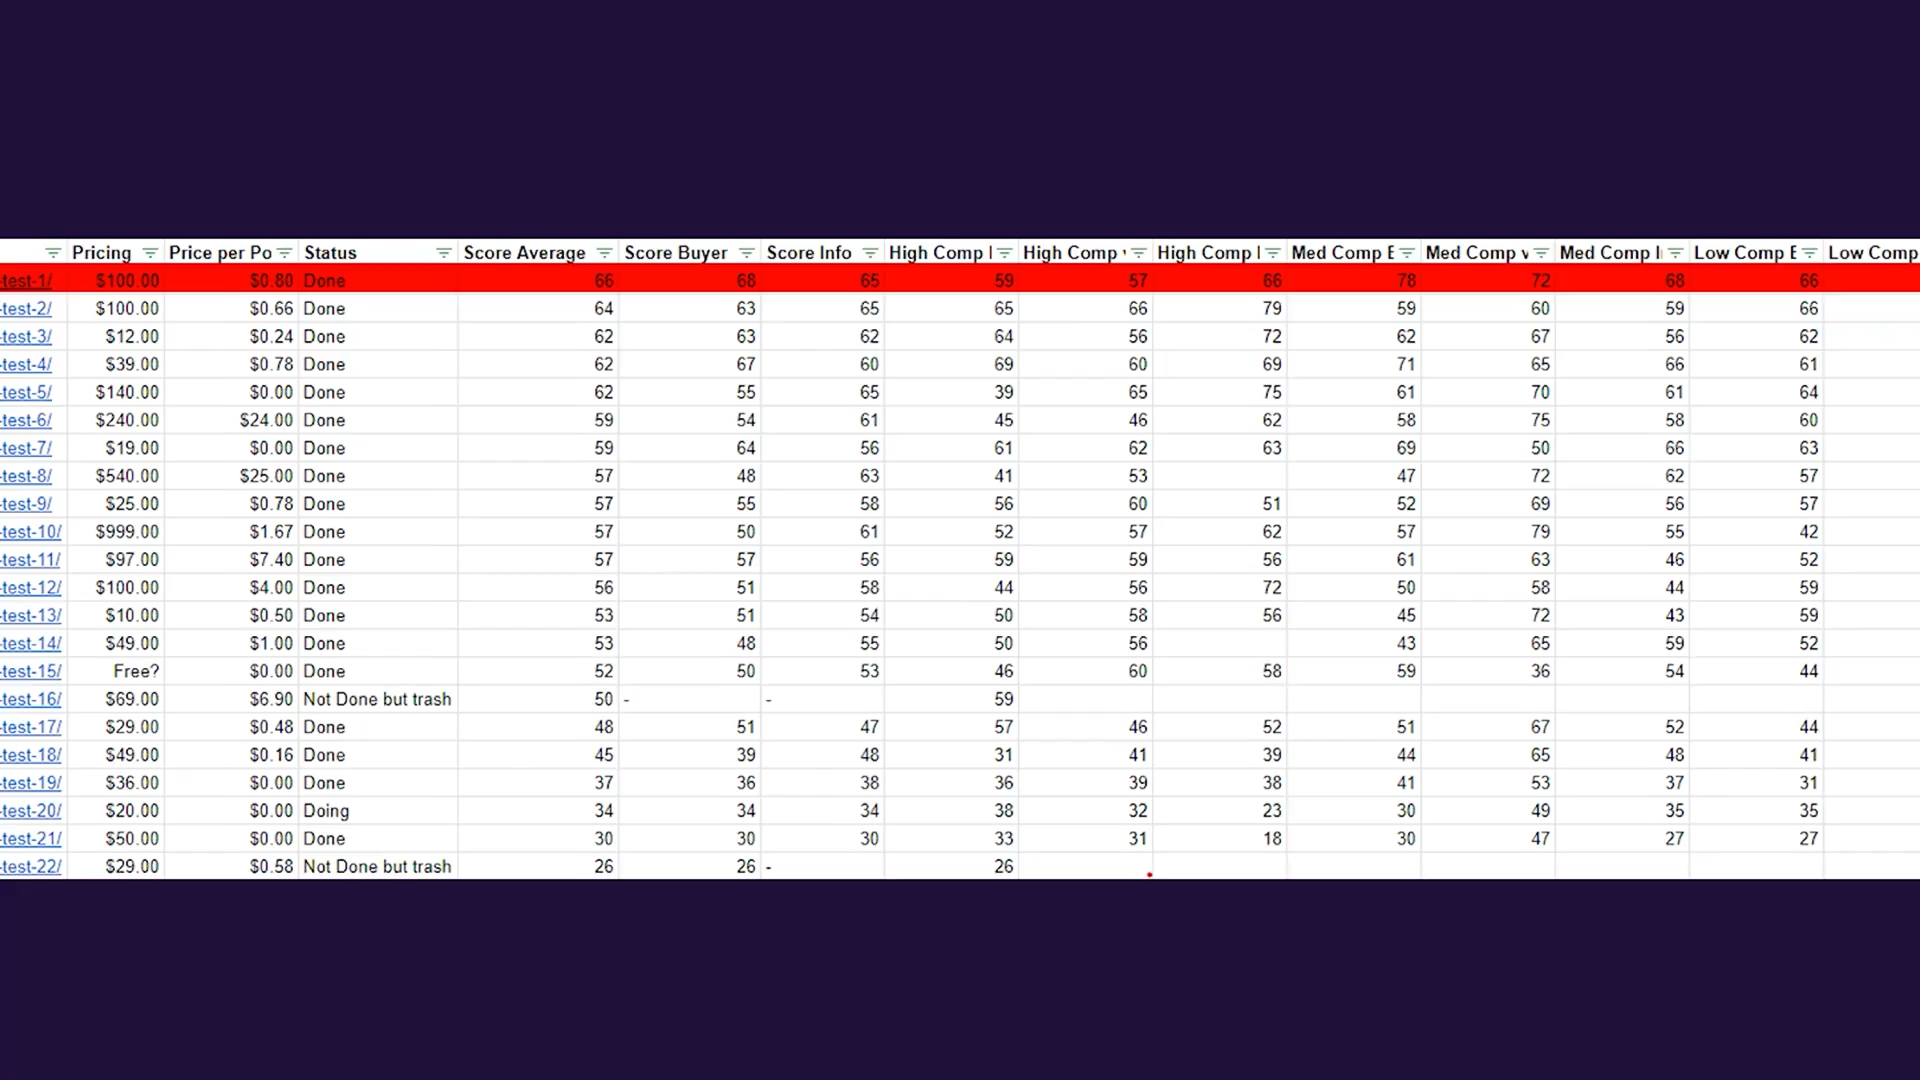 Pricing Price per Po Status Score Average Score Buyer Score Info High Comp High Comp High Comp Med Comp E Med Comp v Med Comp I Low Comp E Low Comp
-test-1/ $100.00 $0.80 Done 66 68 65 59 57 66 78 72 68 66
-test-2/ $100.00 $0.66 Done 64 63 65 65 66 79 59 60 59 66
-test-3/ $12.00 $0.24 Done 62 63 62 64 56 72 62 67 56 62
-test-4/ $39.00 $0.78 Done 62 67 60 69 60 69 71 65 66 61
-test-5/ $140.00 $0.00 Done 62 55 65 39 65 75 61 70 61 64
-test-6/ $240.00 $24.00 Done 59 54 61 45 46 62 58 75 58 60
-test-7/ $19.00 $0.00 Done 59 64 56 61 62 63 69 50 66 63
-test-8/ $540.00 $25.00 Done 57 48 63 41 53 47 72 62 57
-test-9/ $25.00 $0.78 Done 57 55 58 56 60 51 52 69 56 57
-test-10/ $999.00 $1.67 Done 57 50 61 52 57 62 57 79 55 42
-test-11/ $97.00 $7.40 Done 57 57 56 59 59 56 61 63 46 52
-test-12/ $100.00 $4.00 Done 56 51 58 44 56 72 50 58 44 59
-test-13/ $10.00 $0.50 Done 53 51 54 50 58 56 45 72 43 59
-test-14/ $49.00 $1.00 Done 53 48 55 50 56 43 65 59 52
-test-15/ Free? $0.00 Done 52 50 53 46 60 58 59 36 54 44
-test-16/ $69.00 $6.90 Not Done but trash 50 - - 59
-test-17/ $29.00 $0.48 Done 48 51 47 57 46 52 51 67 52 44
-test-18/ $49.00 $0.16 Done 45 39 48 31 41 39 44 65 48 41
-test-19/ $36.00 $0.00 Done 37 36 38 36 39 38 41 53 37 31
-test-20/ $20.00 $0.00 Doing 34 34 34 38 32 23 30 49 35 35
-test-21/ $50.00 $0.00 Done 30 30 30 33 31 18 30 47 27 27
-test-22/ $29.00 $0.58 Not Done but trash 26 26 - 26